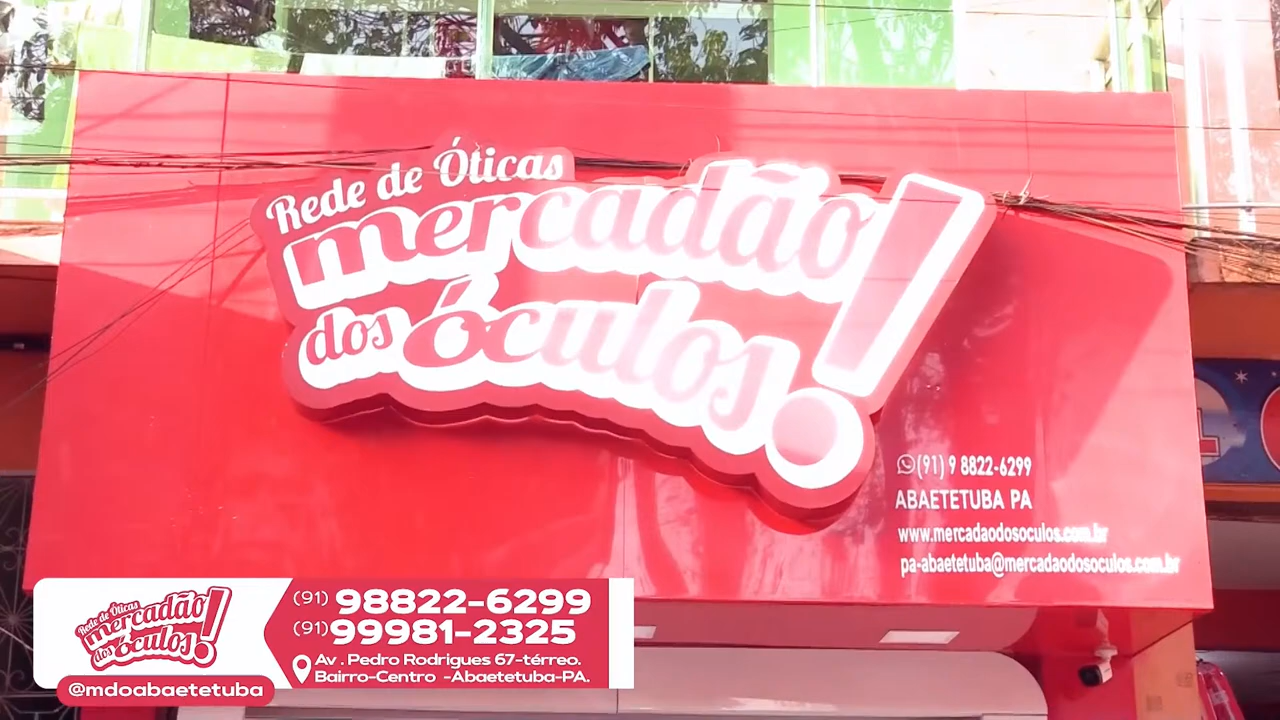 Rede de Óticas
mercadão
dos óculos!
(91) 9 8822-6299
ABAETETUBA PA
www.mercadaodosoculos.com.br
pa-abaetetuba@mercadaodosoculos.com.br
Rede de Óticas
mercadão
dos óculos!
@mdoabaetetuba
(91) 98822-6299
(91) 99981-2325
Av . Pedro Rodrigues 67-térreo.
Bairro-Centro -Abaetetuba-PA.